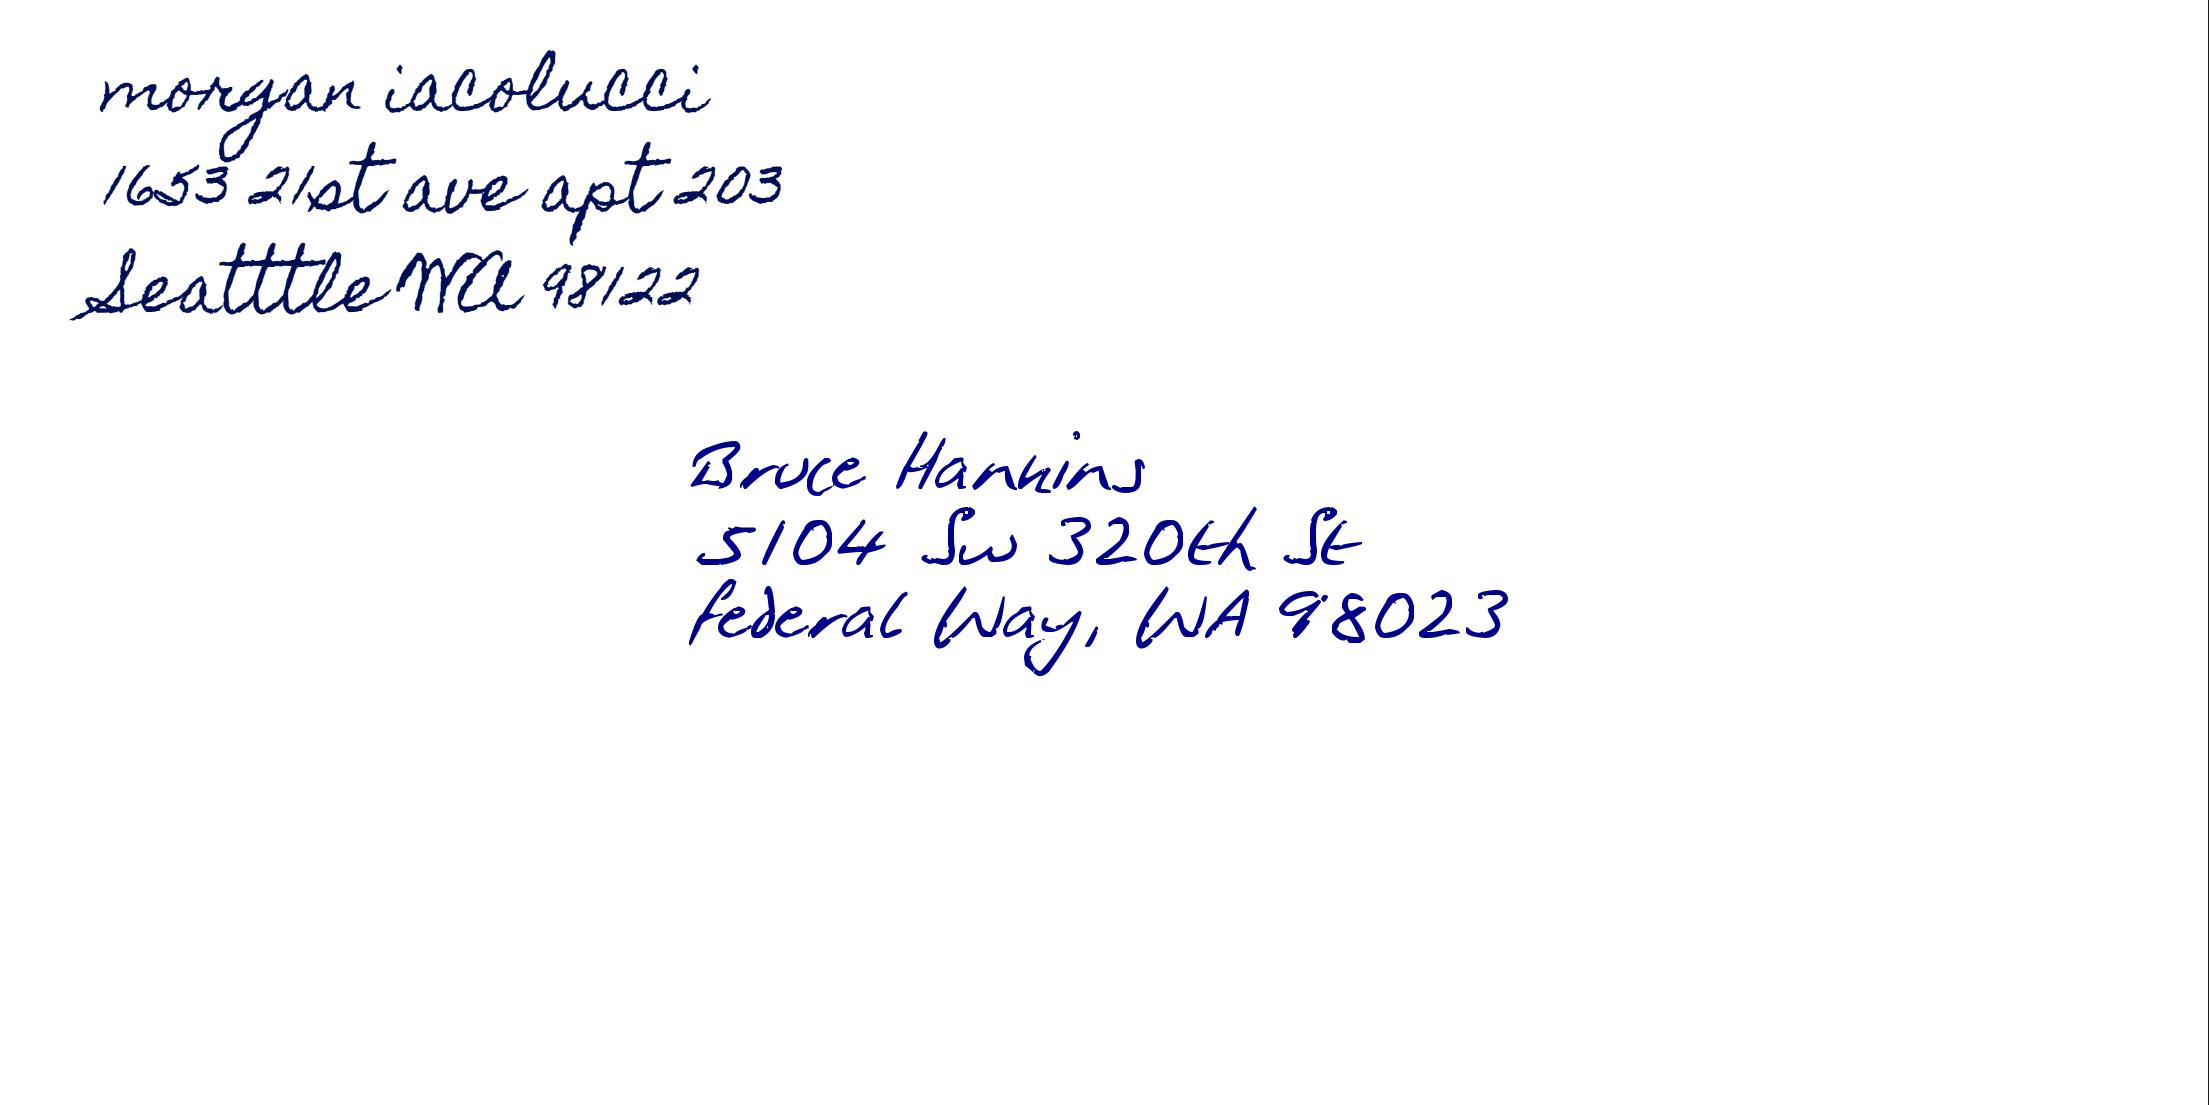 morgan iacolucci
1653 21st ave apt 203
Seatttle WA 98122
Bruce Hankins
5104 SW 320th St
Federal Way, WA 98023